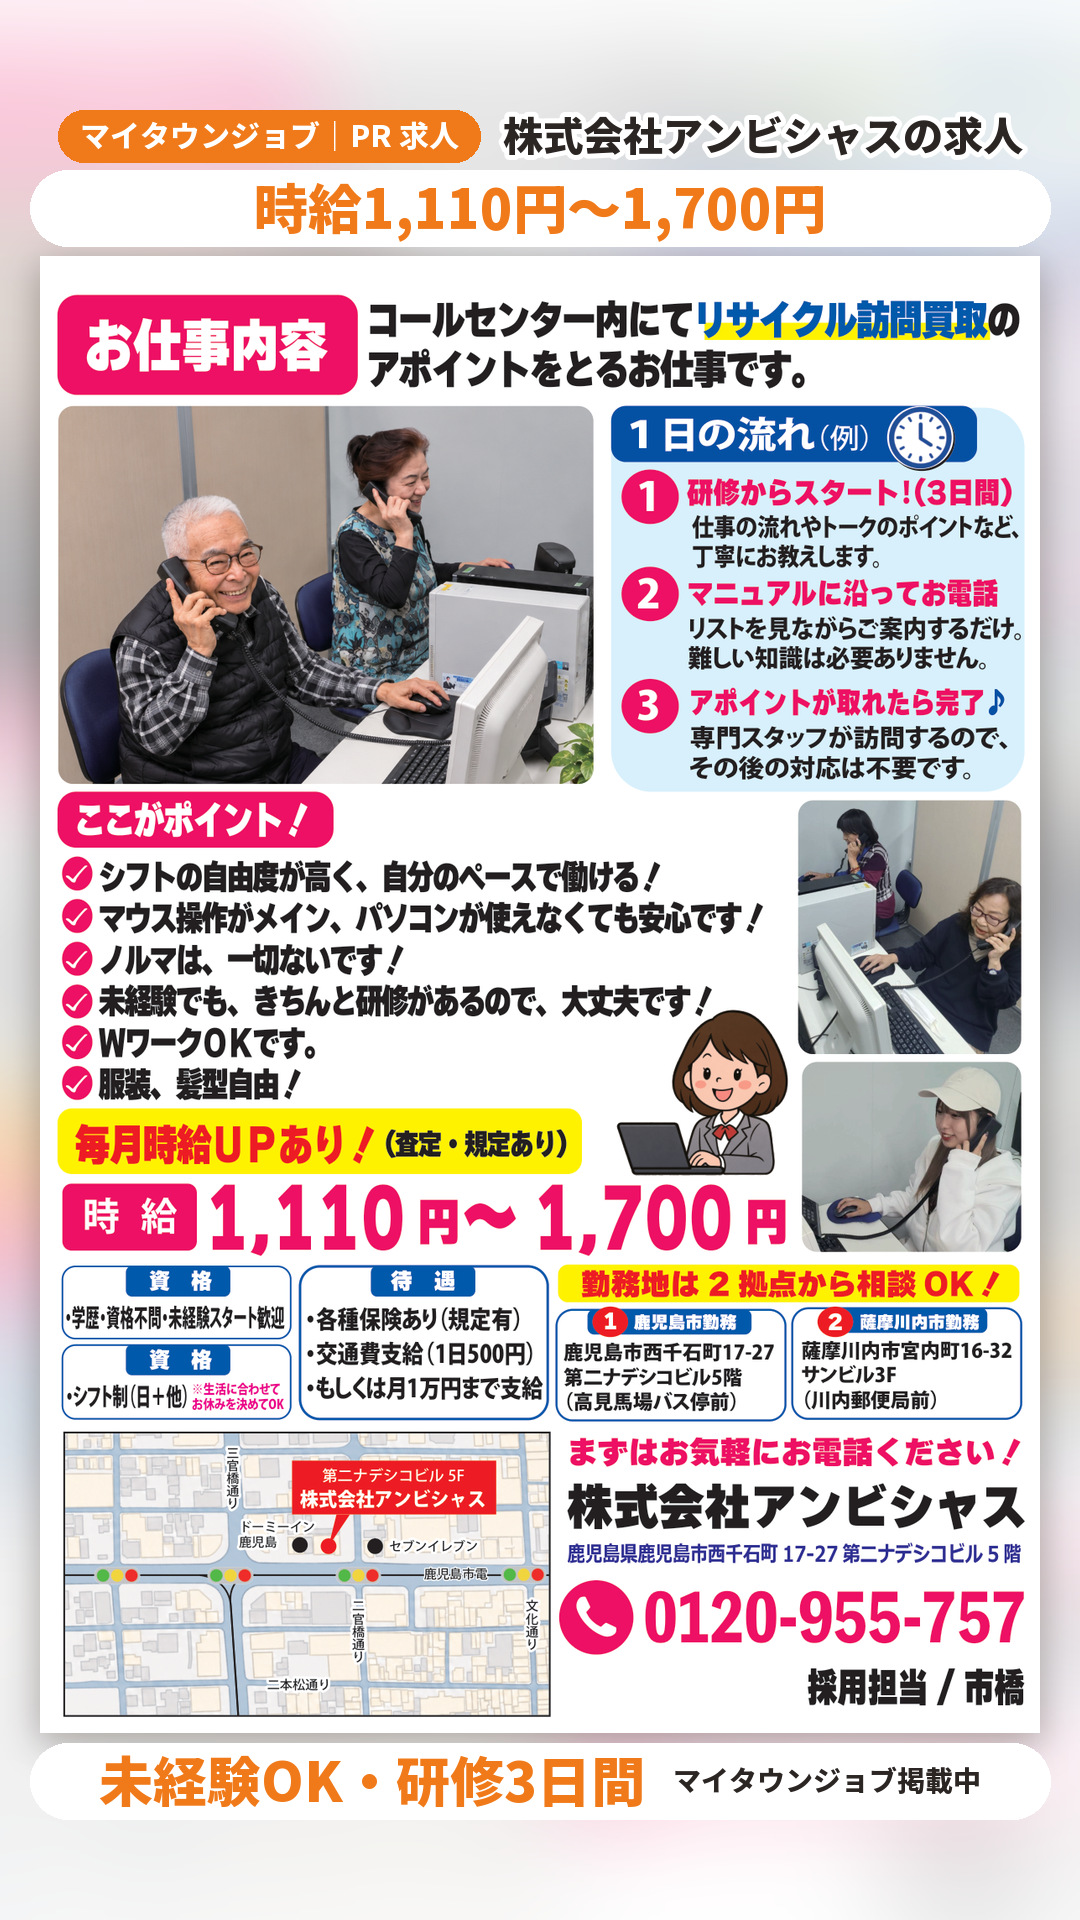 マイタウンジョブ｜PR 求人
株式会社アンビシャスの求人
時給1,110円〜1,700円
お仕事内容
コールセンター内にてリサイクル訪問買取の
アポイントをとるお仕事です。
1日の流れ（例）
1 研修からスタート！（3日間）
仕事の流れやトークのポイントなど、
丁寧にお教えします。
2 マニュアルに沿ってお電話
リストを見ながらご案内するだけ。
難しい知識は必要ありません。
3 アポイントが取れたら完了♪
専門スタッフが訪問するので、
その後の対応は不要です。
ここがポイント！
シフトの自由度が高く、自分のペースで働ける！
マウス操作がメイン、パソコンが使えなくても安心です！
ノルマは、一切ないです！
未経験でも、きちんと研修があるので、大丈夫です！
WワークOKです。
服装、髪型自由！
毎月時給UPあり！（査定・規定あり）
時給 1,110円〜1,700円
資格
・学歴・資格不問・未経験スタート歓迎
資格
・シフト制（日＋他）
※生活に合わせて
お休みを決めてOK
待遇
・各種保険あり（規定有）
・交通費支給（1日500円）
・もしくは月1万円まで支給
勤務地は2拠点から相談OK！
1 鹿児島市勤務
鹿児島市西千石町17-27
第二ナデシコビル5階
（高見馬場バス停前）
2 薩摩川内市勤務
薩摩川内市宮内町16-32
サンビル3F
（川内郵便局前）
三官橋通り
第二ナデシコビル 5F
株式会社アンビシャス
ドーミーイン
鹿児島
セブンイレブン
鹿児島市電
二官橋通り
文化通り
二本松通り
まずはお気軽にお電話ください！
株式会社アンビシャス
鹿児島県鹿児島市西千石町 17-27 第二ナデシコビル 5 階
0120-955-757
採用担当 / 市橋
未経験OK・研修3日間
マイタウンジョブ掲載中